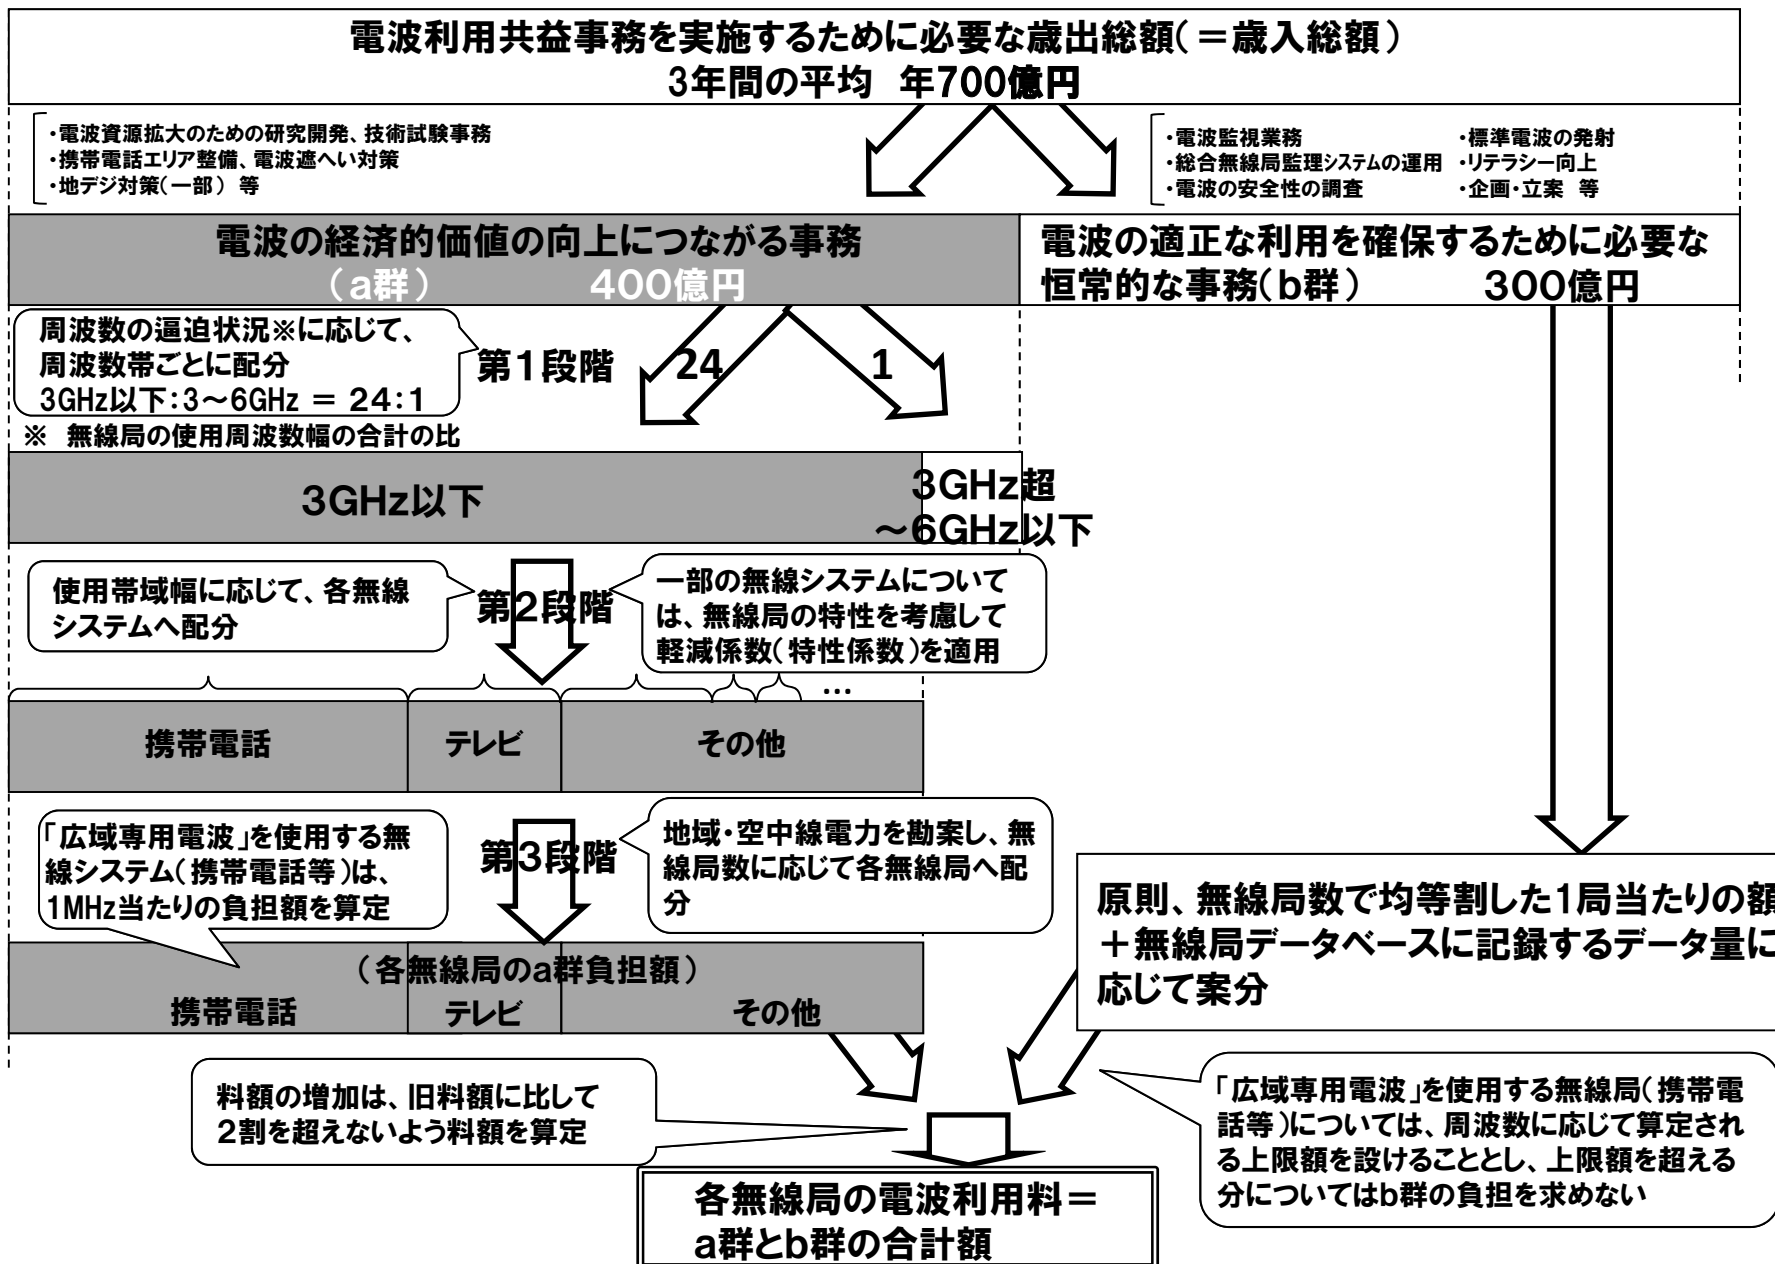 電波利用共益事務を実施するために必要な歳出総額(=歳入総額)
3年間の平均 年700億円
・電波資源拡大のための研究開発、技術試験事務
・携帯電話エリア整備、電波遮へい対策
・地デジ対策(一部) 等
・電波監視業務 ・標準電波の発射
・総合無線局監理システムの運用 ・リテラシー向上
・電波の安全性の調査 ・企画・立案 等
電波の経済的価値の向上につながる事務
(a群) 400億円
電波の適正な利用を確保するために必要な
恒常的な事務(b群) 300億円
周波数の逼迫状況※に応じて、
周波数帯ごとに配分
3GHz以下:3~6GHz = 24:1
第1段階
24
1
※ 無線局の使用周波数幅の合計の比
3GHz以下
3GHz超
~6GHz以下
使用帯域幅に応じて、各無線
システムへ配分
第2段階
一部の無線システムについて
は、無線局の特性を考慮して
軽減係数(特性係数)を適用
…
携帯電話
テレビ
その他
「広域専用電波」を使用する無
線システム(携帯電話等)は、
1MHz当たりの負担額を算定
第3段階
地域・空中線電力を勘案し、無
線局数に応じて各無線局へ配
分
原則、無線局数で均等割した1局当たりの額
+無線局データベースに記録するデータ量に
応じて案分
(各無線局のa群負担額)
携帯電話
テレビ
その他
料額の増加は、旧料額に比して
2割を超えないよう料額を算定
「広域専用電波」を使用する無線局(携帯電
話等)については、周波数に応じて算定され
る上限額を設けることとし、上限額を超える
分についてはb群の負担を求めない
各無線局の電波利用料=
a群とb群の合計額